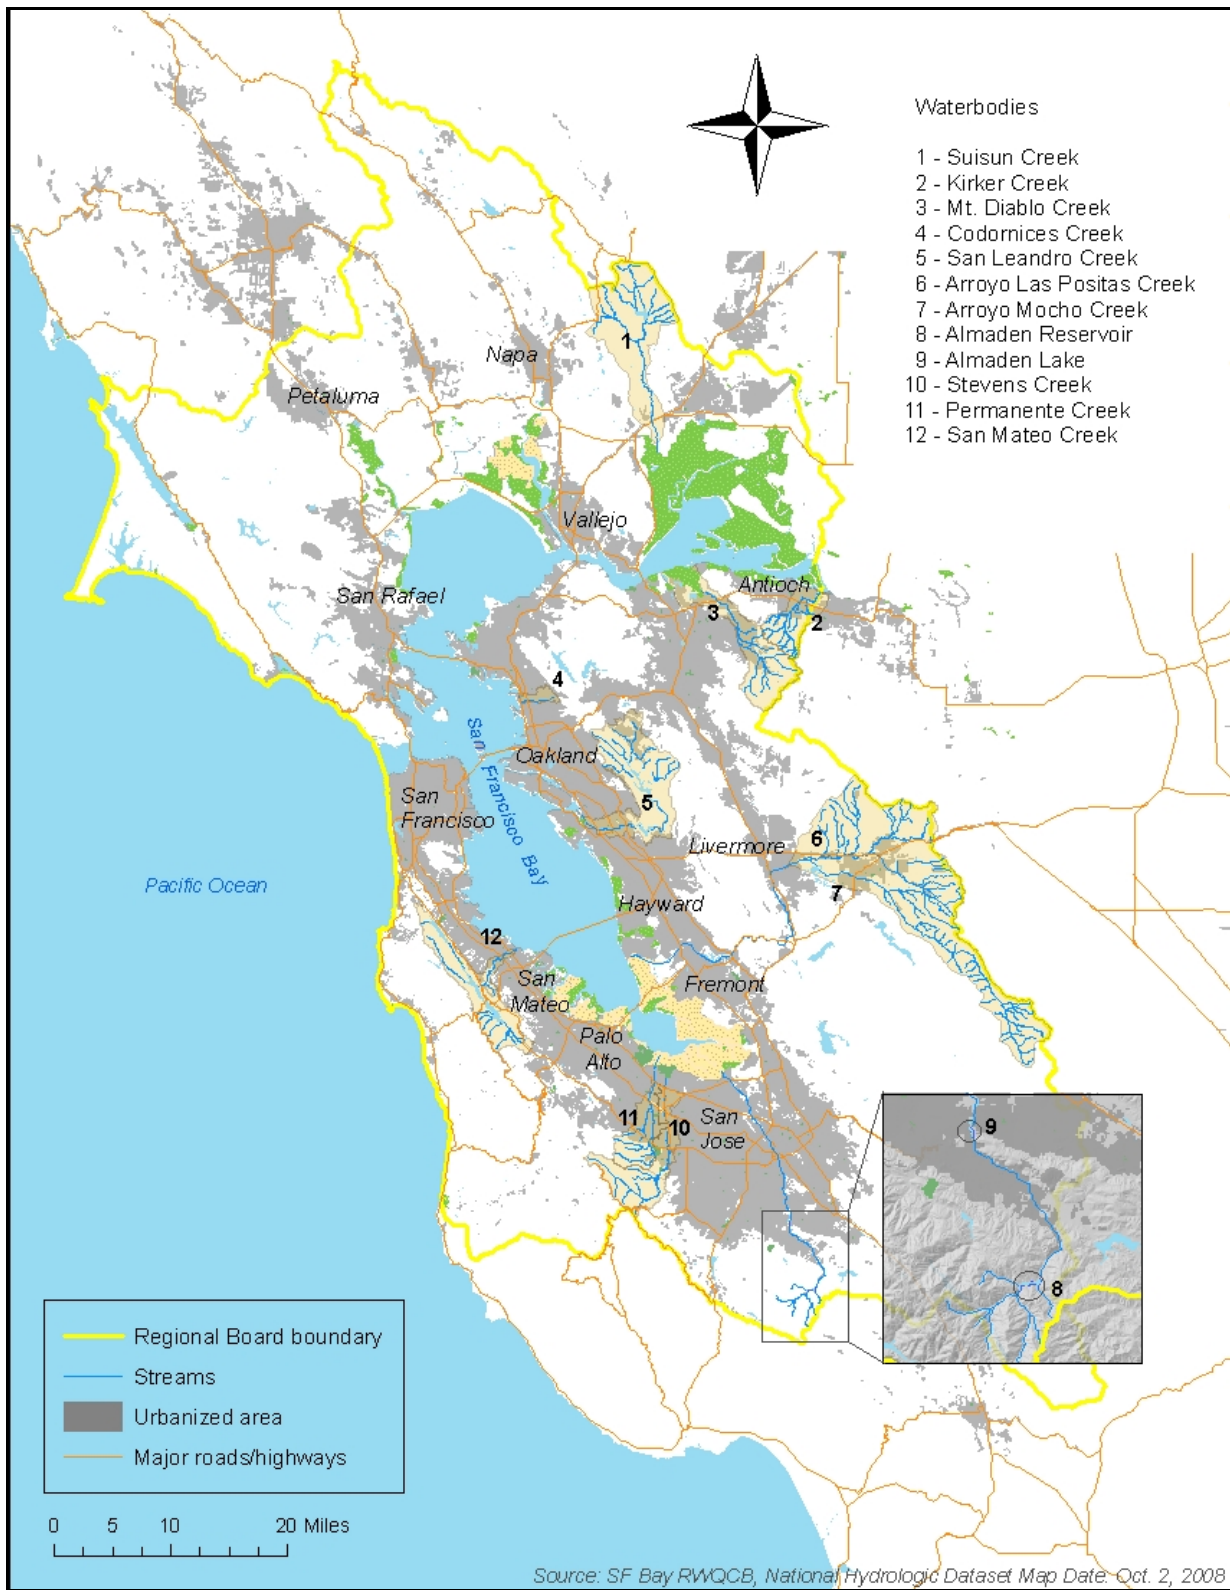 Waterbodies
1 - Suisun Creek
2 - Kirker Creek
3 - Mt. Diablo Creek
4 - Codornices Creek
5 - San Leandro Creek
6 - Arroyo Las Positas Creek
7 - Arroyo Mocho Creek
8 - Almaden Reservoir
9 - Almaden Lake
10 - Stevens Creek
11 - Permanente Creek
12 - San Mateo Creek
1
Napa
Petaluma
Vallejo
Antioch
San Rafael
3
2
4
San Francisco Bay
Oakland
San
Francisco
5
6
Livermore
7
Pacific Ocean
Hayward
12
San
Mateo
Fremont
Palo
Alto
11
10
San
Jose
9
8
Regional Board boundary
Streams
Urbanized area
Major roads/highways
0 5 10 20 Miles
Source: SF Bay RWQCB, National Hydrologic Dataset Map Date: Oct. 2, 2008